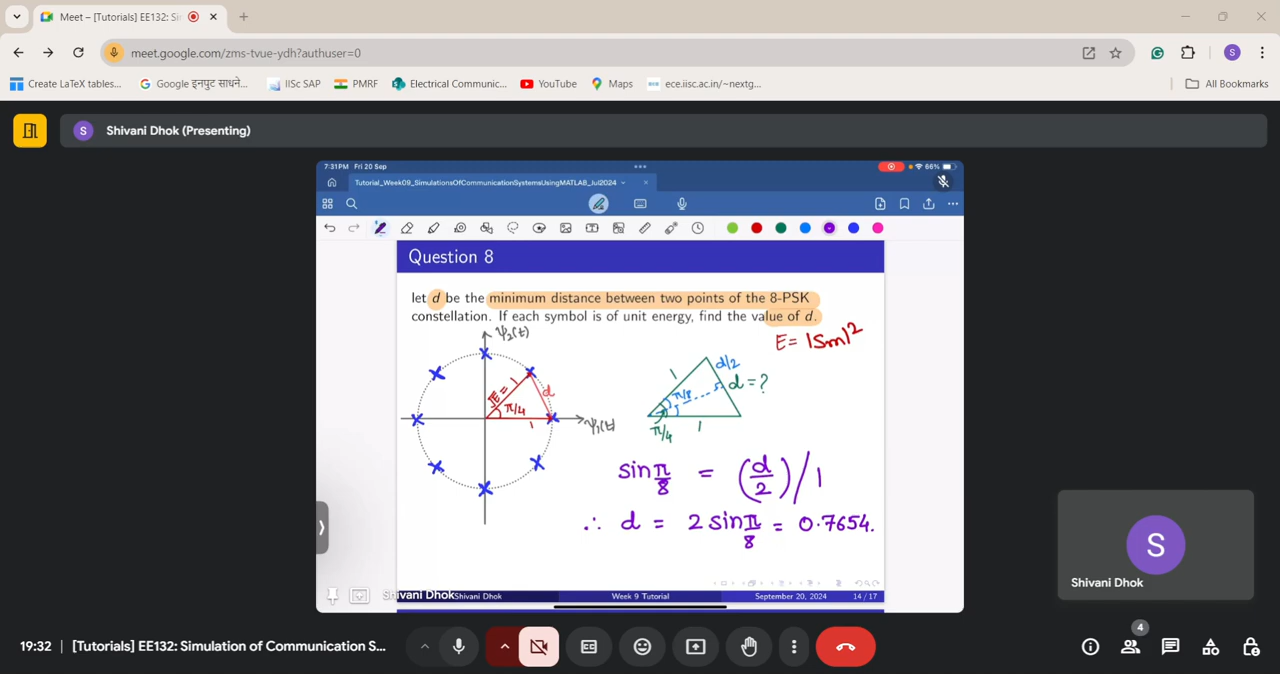 Meet – [Tutorials] EE132: Si
meet.google.com/zms-tvue-ydh?authuser=0
Create LaTeX tables...
Google इनपुट साधने...
IISc SAP
PMRF
Electrical Communic...
YouTube
Maps
ece.iisc.ac.in/~nextg...
All Bookmarks
S
Shivani Dhok (Presenting)
7:31 PM Fri 20 Sep
66%
Tutorial_Week09_SimulationsOfCommunicationSystemsUsingMATLAB_Jul2024
Question 8
let d be the minimum distance between two points of the 8-PSK
constellation. If each symbol is of unit energy, find the value of d.
E = |Sm|²
ψ₂(t)
√E = 1
d
π/4
1
ψ₁(t)
1
d/2
π/8
d = ?
π/4
1
sin π/8 = (d/2)/1
∴ d = 2 sin π/8 = 0.7654.
Shivani Dhok
Shivani Dhok
Week 9 Tutorial
September 20, 2024
14 / 17
S
Shivani Dhok
19:32 | [Tutorials] EE132: Simulation of Communication S...
4